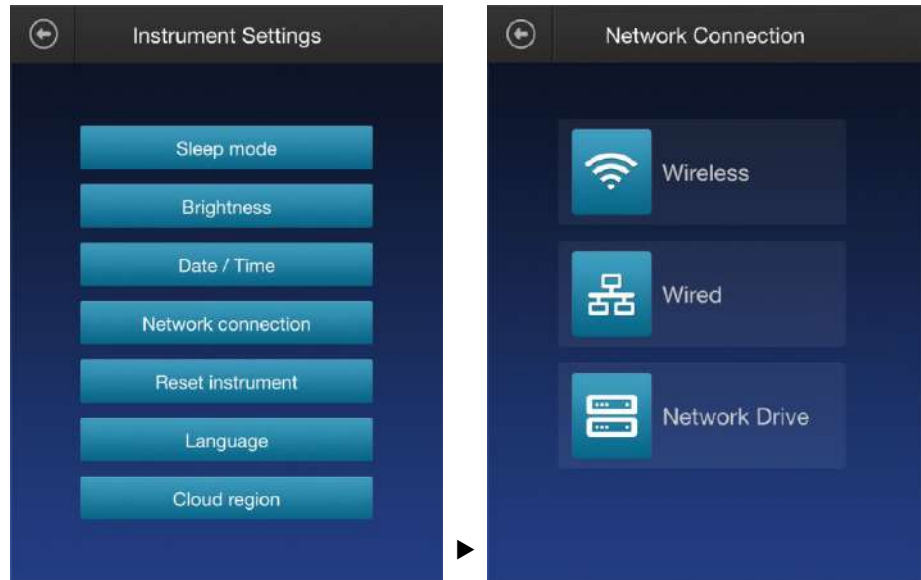 Instrument Settings
Sleep mode
Brightness
Date / Time
Network connection
Reset instrument
Language
Cloud region
Network Connection
Wireless
Wired
Network Drive